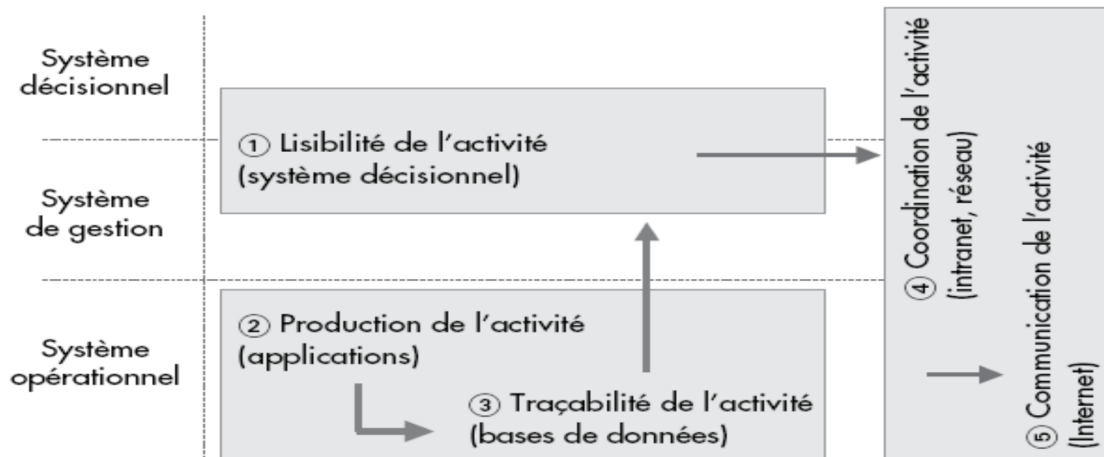 Système
décisionnel
① Lisibilité de l'activité
(système décisionnel)
Système
de gestion
② Production de l'activité
(applications)
Système
opérationnel
③ Traçabilité de l'activité
(bases de données)
④ Coordination de l'activité
(intranet, réseau)
⑤ Communication de l'activité
(Internet)